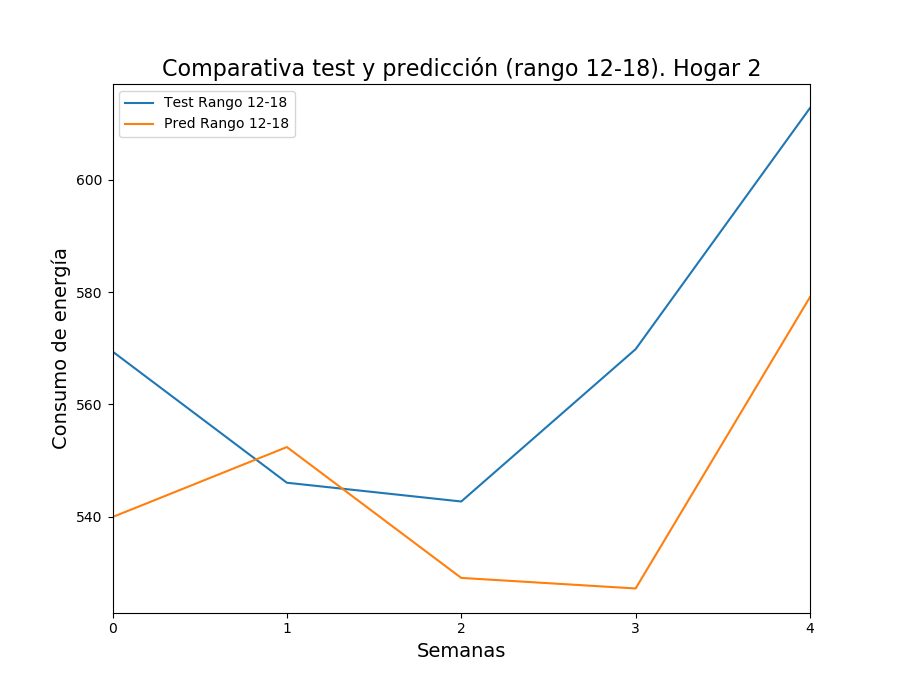 Comparativa test y predicción (rango 12-18). Hogar 2
Test Rango 12-18
Pred Rango 12-18
Consumo de energía
600
580
560
540
0 1 2 3 4
Semanas